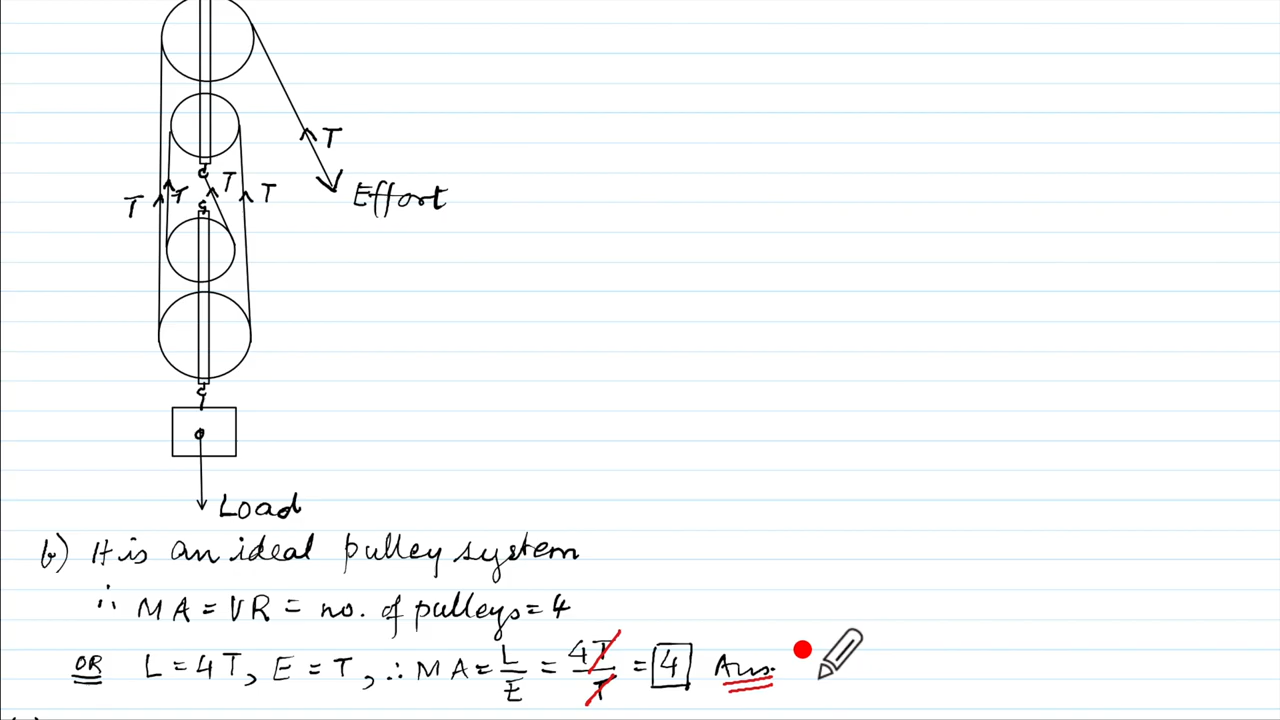 T
Effort
T
T
T
T
Load
b) It is an ideal pulley system
∴ MA = VR = no. of pulleys = 4
OR L = 4T, E = T, ∴ MA = L/E = 4T/T = 4 Ans.